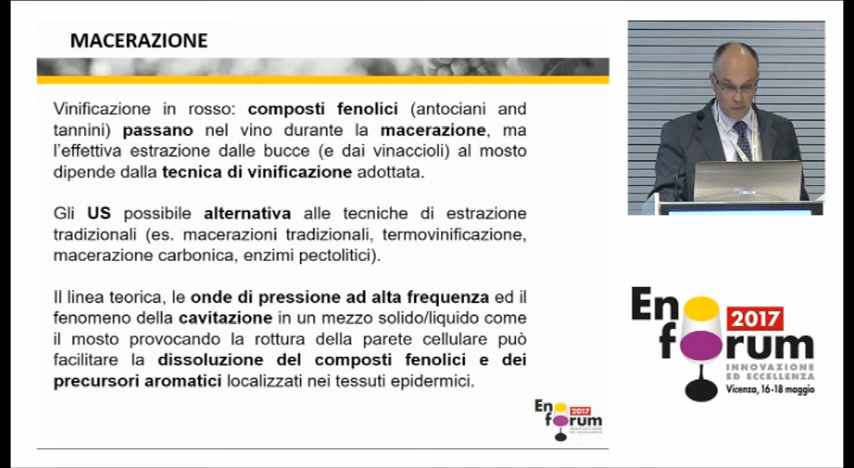 MACERAZIONE
Vinificazione in rosso: composti fenolici (antociani and
tannini) passano nel vino durante la macerazione, ma
l'effettiva estrazione dalle bucce (e dai vinaccioli) al mosto
dipende dalla tecnica di vinificazione adottata.
Gli US possibile alternativa alle tecniche di estrazione
tradizionali (es. macerazioni tradizionali, termovinificazione,
macerazione carbonica, enzimi pectolitici).
Il linea teorica, le onde di pressione ad alta frequenza ed il
fenomeno della cavitazione in un mezzo solido/liquido come
il mosto provocando la rottura della parete cellulare può
facilitare la dissoluzione del composti fenolici e dei
precursori aromatici localizzati nei tessuti epidermici.
En
2017
forum
En
2017
forum
INNOVAZIONE
ED ECCELLENZA
Vicenza, 16-18 maggio